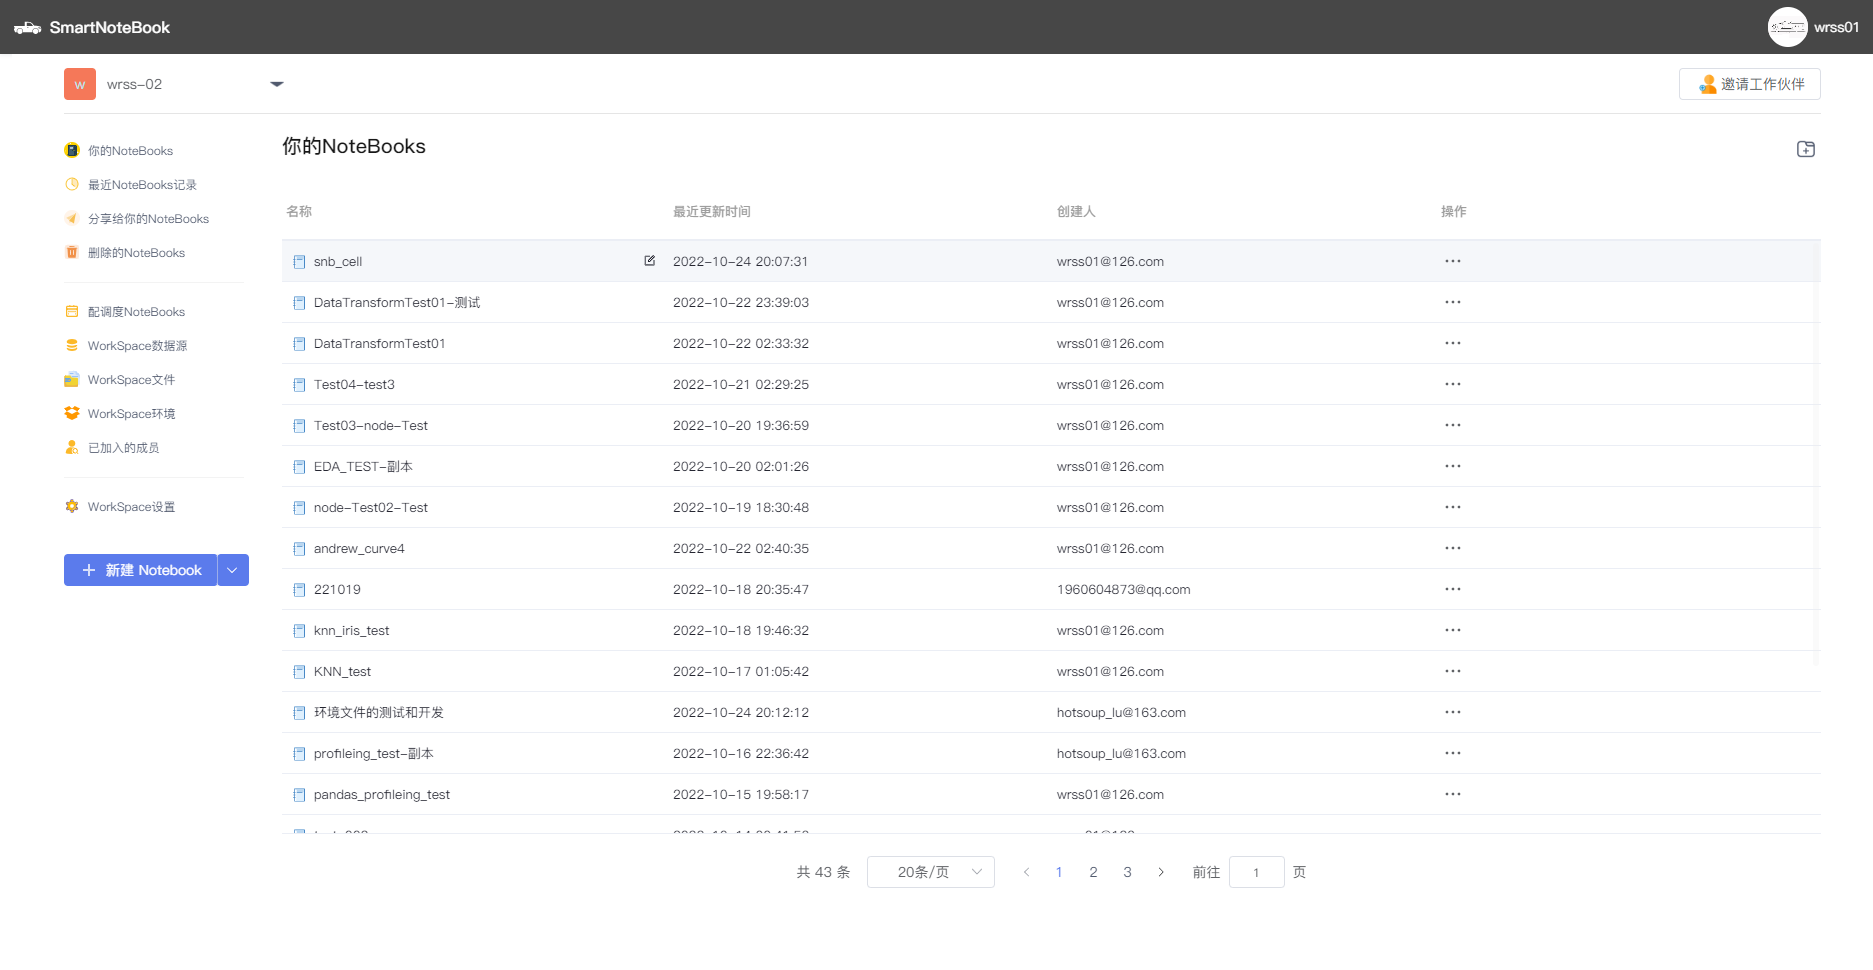 SmartNoteBook
wrss01
w
wrss-02
邀请工作伙伴
你的NoteBooks
最近NoteBooks记录
分享给你的NoteBooks
删除的NoteBooks
配调度NoteBooks
WorkSpace数据源
WorkSpace文件
WorkSpace环境
已加入的成员
WorkSpace设置
新建 Notebook
你的NoteBooks
名称 最近更新时间 创建人 操作
snb_cell 2022-10-24 20:07:31 wrss01@126.com
DataTransformTest01-测试 2022-10-22 23:39:03 wrss01@126.com
DataTransformTest01 2022-10-22 02:33:32 wrss01@126.com
Test04-test3 2022-10-21 02:29:25 wrss01@126.com
Test03-node-Test 2022-10-20 19:36:59 wrss01@126.com
EDA_TEST-副本 2022-10-20 02:01:26 wrss01@126.com
node-Test02-Test 2022-10-19 18:30:48 wrss01@126.com
andrew_curve4 2022-10-22 02:40:35 wrss01@126.com
221019 2022-10-18 20:35:47 1960604873@qq.com
knn_iris_test 2022-10-18 19:46:32 wrss01@126.com
KNN_test 2022-10-17 01:05:42 wrss01@126.com
环境文件的测试和开发 2022-10-24 20:12:12 hotsoup_lu@163.com
profileing_test-副本 2022-10-16 22:36:42 hotsoup_lu@163.com
pandas_profileing_test 2022-10-15 19:58:17 wrss01@126.com
共 43 条 20条/页 1 2 3 前往 1 页